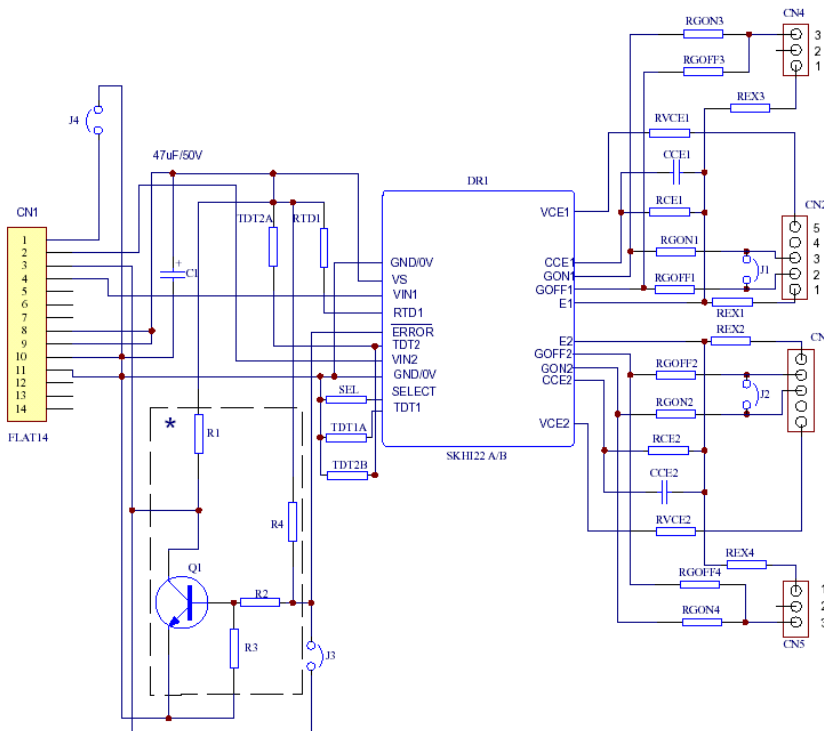 CN4
RGON3
3
RGOFF3
2
1
REX3
J4
RVCE1
47uF/50V
CCE1
DR1
CN1
RCE1
CN2
TDT2A
RTD1
VCE1
5
1
RGON1
4
2
GND/0V
CCE1
3
3
+
C1
VS
GON1
J1
2
4
VIN1
GOFF1
RGOFF1
1
5
E1
6
RTD1
REX1
7
ERROR
E2
REX2
8
TDT2
GOFF2
CN
9
VIN2
GON2
RGOFF2
10
GND/0V
CCE2
11
SEL
SELECT
J2
12
TDT1
RGON2
13
VCE2
14
TDT1A
RCE2
FLAT14
*
R1
SKHI22 A/B
TDT2B
CCE2
RVCE2
R4
REX4
Q1
RGOFF4
1
R2
2
RGON4
3
R3
J3
CN5